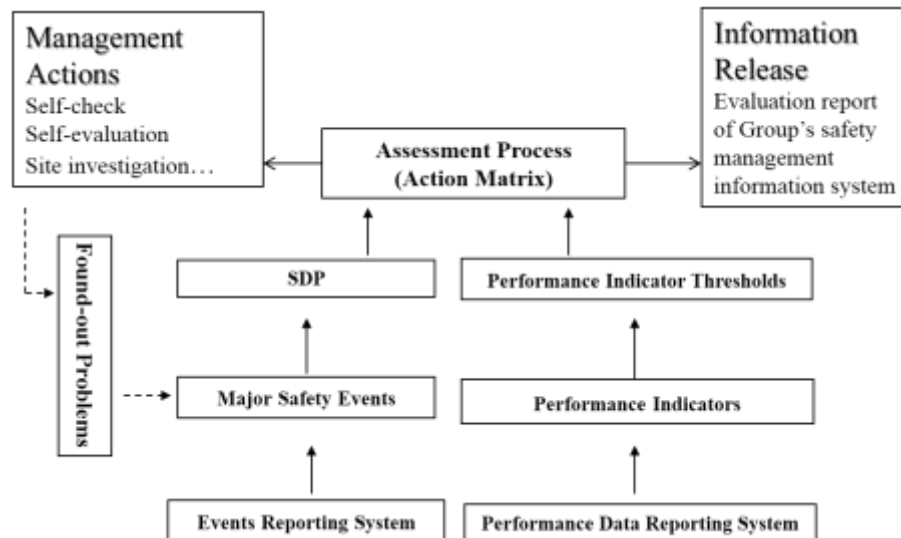 Management
Actions
Self-check
Self-evaluation
Site investigation…
Information
Release
Evaluation report
of Group’s safety
management
information system
Assessment Process
(Action Matrix)
Found-out Problems
SDP
Performance Indicator Thresholds
Major Safety Events
Performance Indicators
Events Reporting System
Performance Data Reporting System